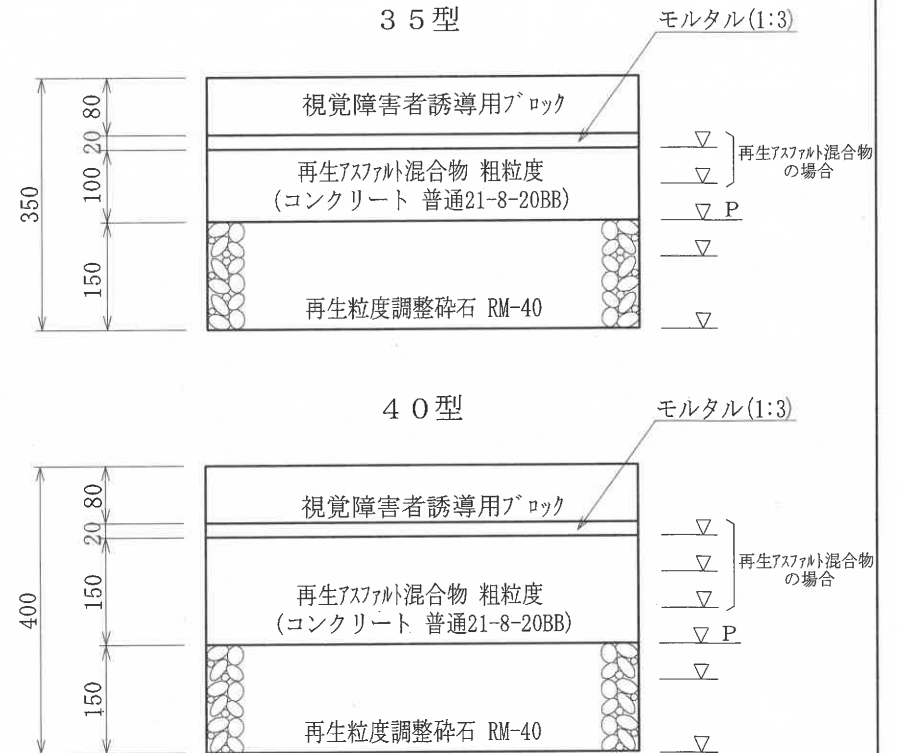 ３５型
モルタル(1:3)
視覚障害者誘導用ﾌﾞﾛｯｸ
再生ｱｽﾌｧﾙﾄ混合物 粗粒度
(コンクリート 普通21-8-20BB)
再生粒度調整砕石 RM-40
350
80
20
100
150
再生ｱｽﾌｧﾙﾄ混合物
の場合
P
４０型
モルタル(1:3)
視覚障害者誘導用ﾌﾞﾛｯｸ
再生ｱｽﾌｧﾙﾄ混合物 粗粒度
(コンクリート 普通21-8-20BB)
再生粒度調整砕石 RM-40
400
80
20
150
150
再生ｱｽﾌｧﾙﾄ混合物
の場合
P